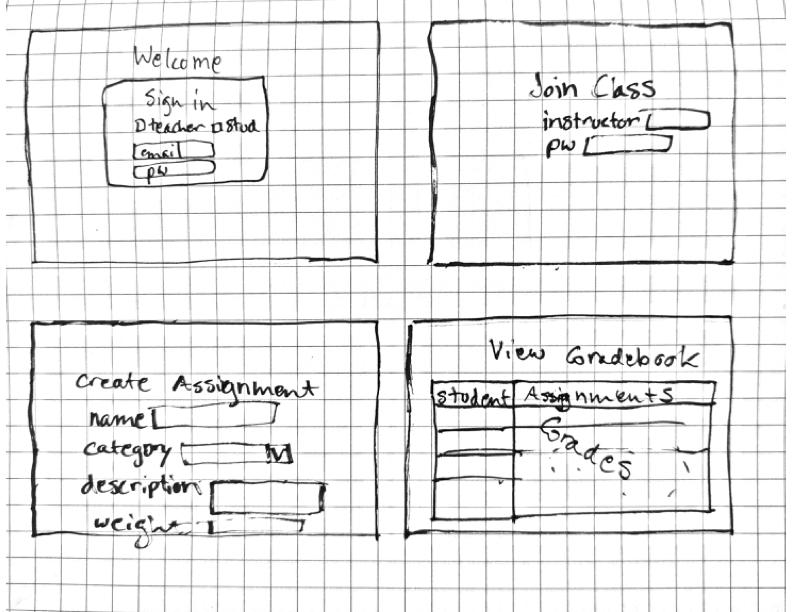 Welcome
Sign in
teacher stud
email
pw
Join Class
instructor
pw
Create Assignment
name
category
description
weight
View Gradebook
student Assignments
Grades